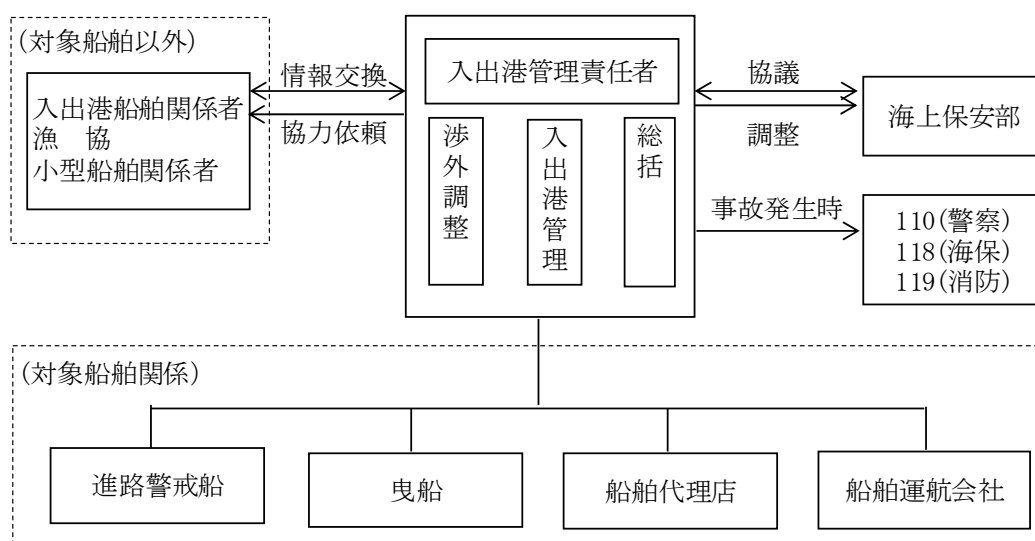 (対象船舶以外)
入出港船舶関係者
漁　協
小型船舶関係者
情報交換
協力依頼
入出港管理責任者
渉外調整
入出港管理
総括
協議
調整
海上保安部
事故発生時
110(警察)
118(海保)
119(消防)
(対象船舶関係)
進路警戒船
曳船
船舶代理店
船舶運航会社